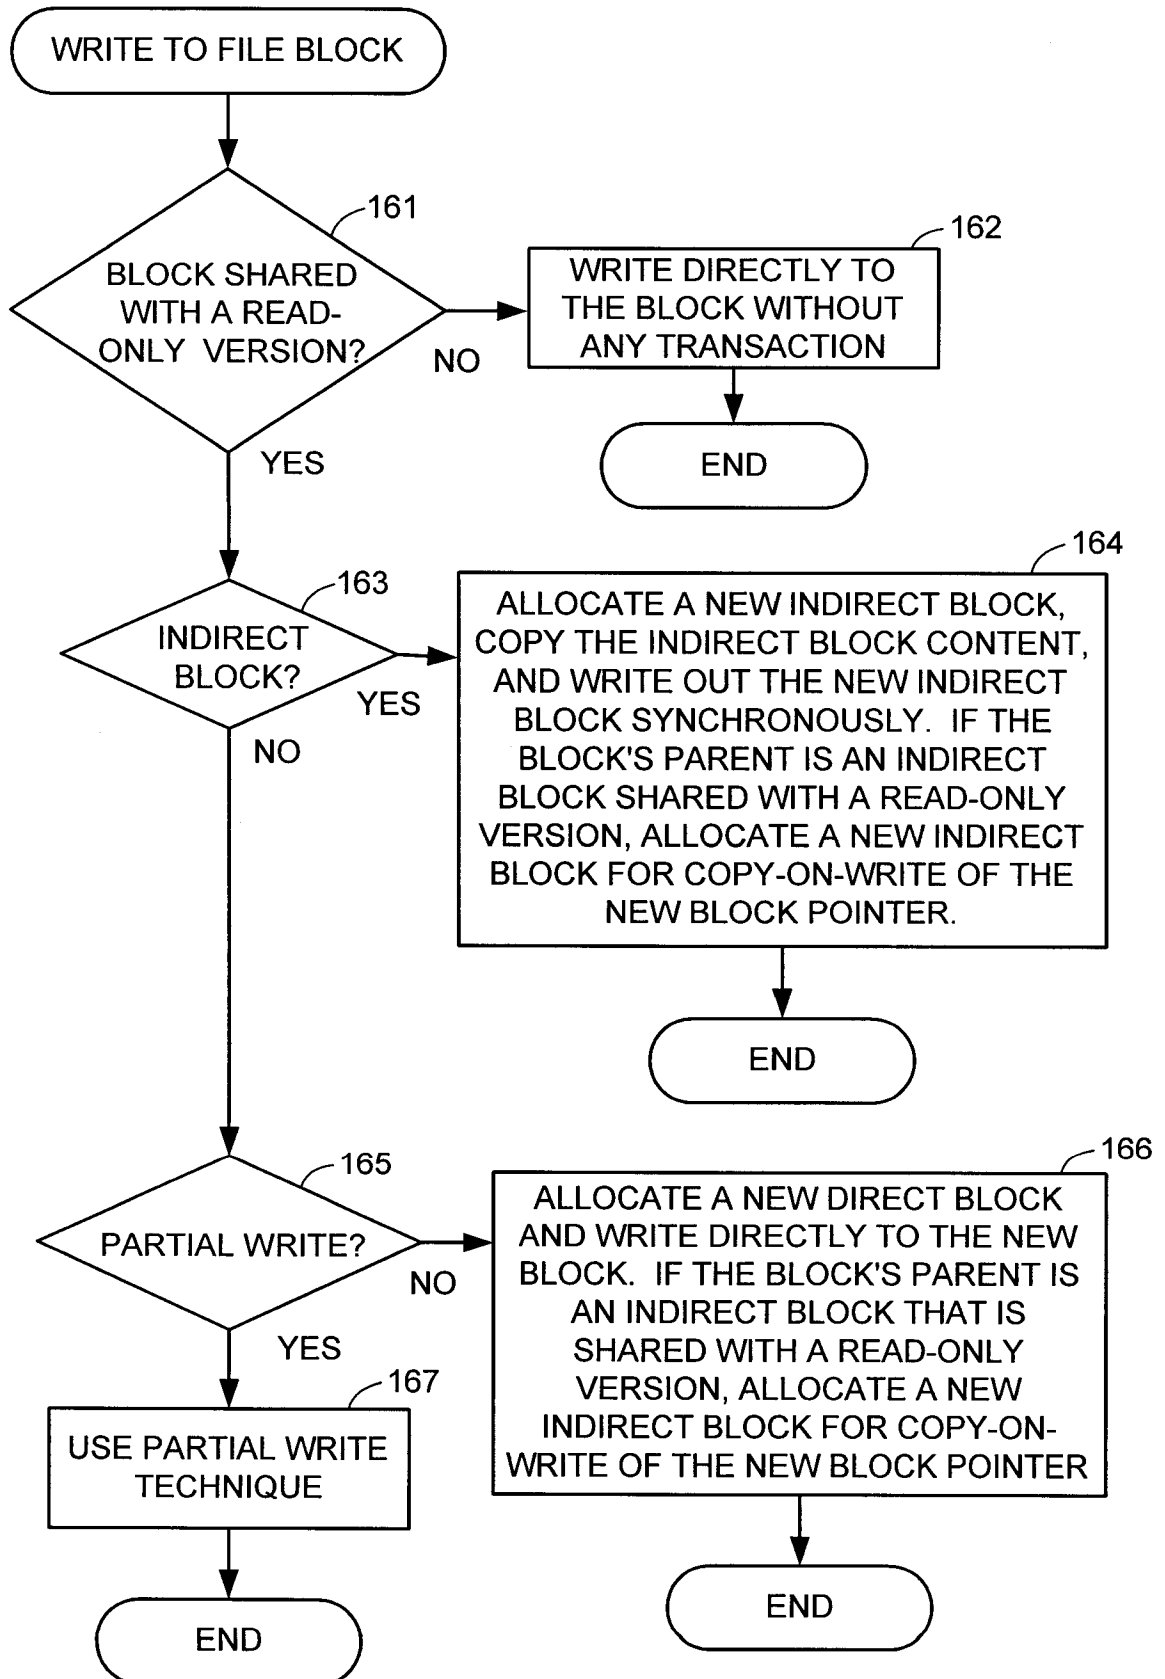 WRITE TO FILE BLOCK
161
BLOCK SHARED
WITH A READ-
ONLY VERSION?
NO
YES
162
WRITE DIRECTLY TO
THE BLOCK WITHOUT
ANY TRANSACTION
END
163
INDIRECT
BLOCK?
YES
NO
164
ALLOCATE A NEW INDIRECT BLOCK,
COPY THE INDIRECT BLOCK CONTENT,
AND WRITE OUT THE NEW INDIRECT
BLOCK SYNCHRONOUSLY. IF THE
BLOCK'S PARENT IS AN INDIRECT
BLOCK SHARED WITH A READ-ONLY
VERSION, ALLOCATE A NEW INDIRECT
BLOCK FOR COPY-ON-WRITE OF THE
NEW BLOCK POINTER.
END
165
PARTIAL WRITE?
NO
YES
166
ALLOCATE A NEW DIRECT BLOCK
AND WRITE DIRECTLY TO THE NEW
BLOCK. IF THE BLOCK'S PARENT IS
AN INDIRECT BLOCK THAT IS
SHARED WITH A READ-ONLY
VERSION, ALLOCATE A NEW
INDIRECT BLOCK FOR COPY-ON-
WRITE OF THE NEW BLOCK POINTER
END
167
USE PARTIAL WRITE
TECHNIQUE
END